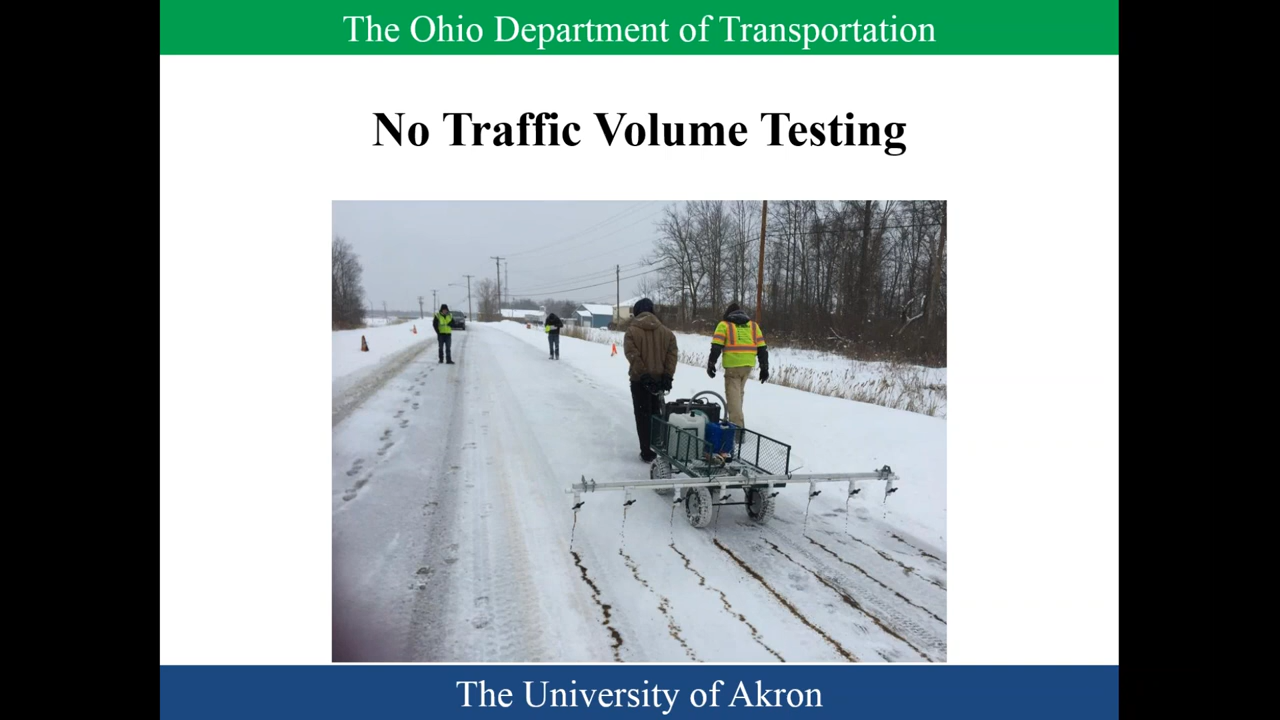 The Ohio Department of Transportation
No Traffic Volume Testing
The University of Akron